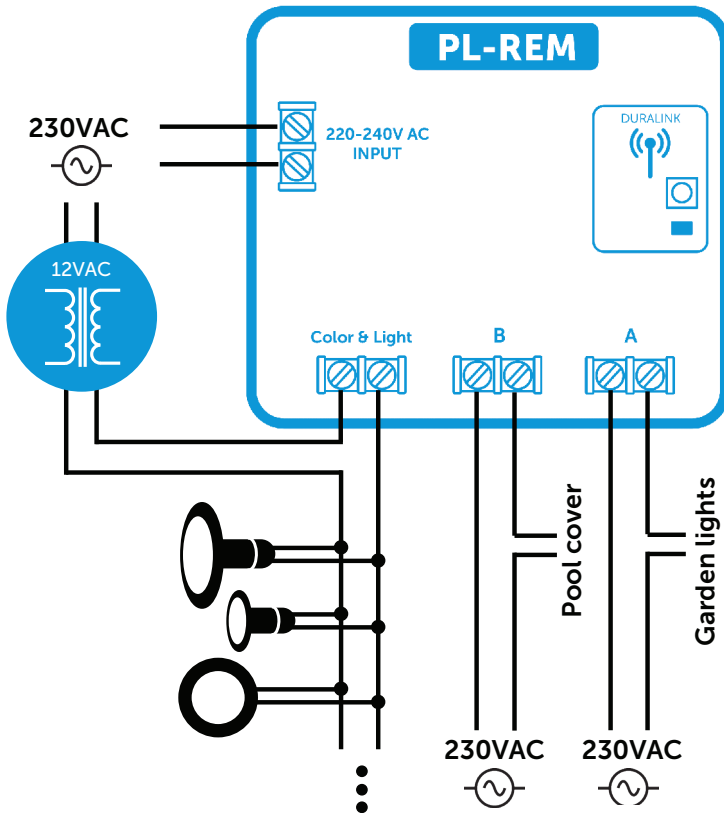 PL-REM
DURALINK
230VAC
220-240V AC
INPUT
12VAC
Color & Light
B
A
Pool cover
Garden lights
230VAC
230VAC